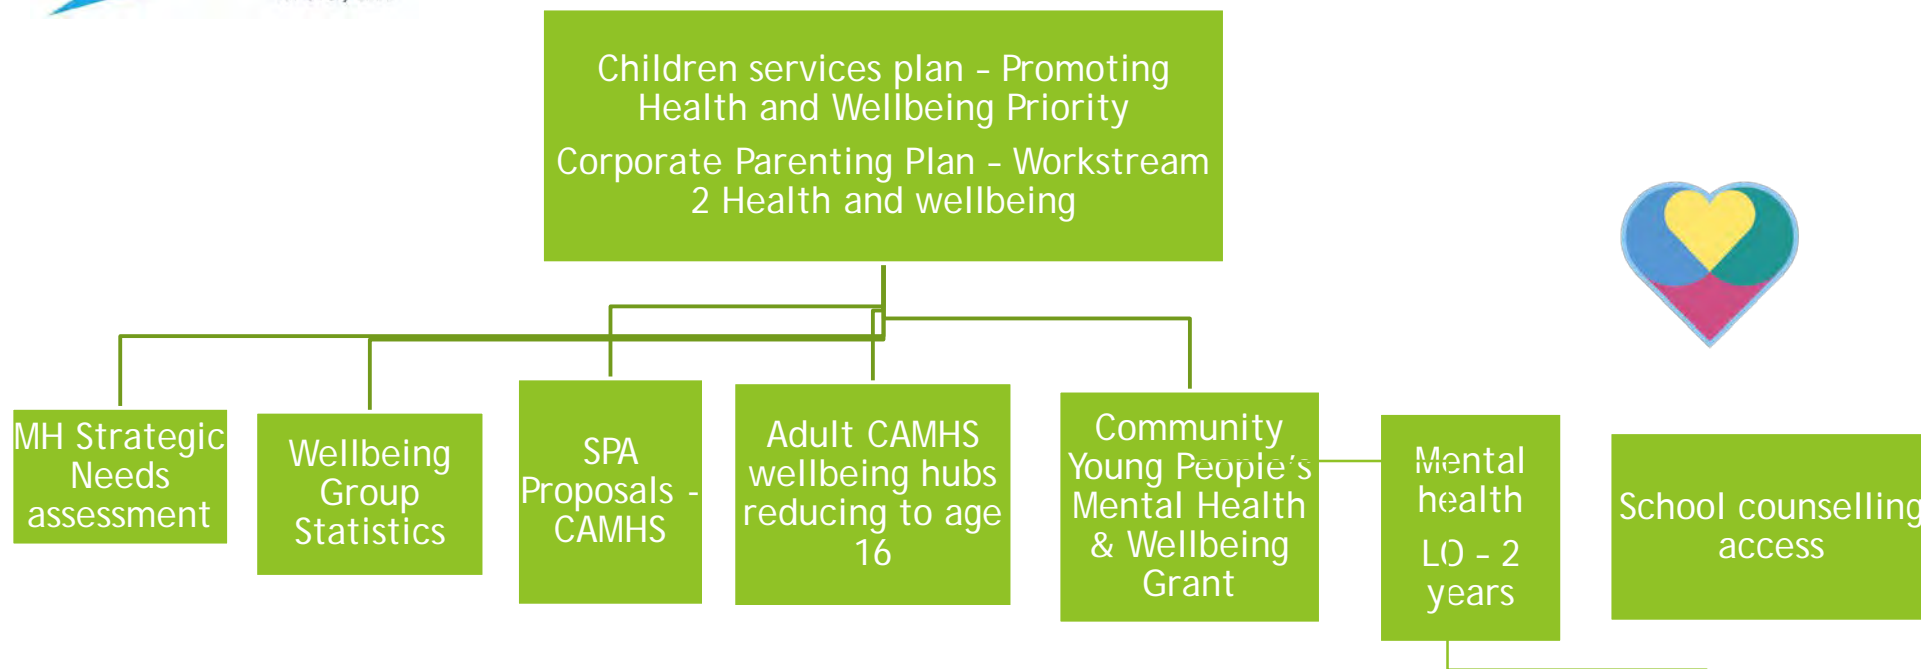 Children services plan – Promoting
Health and Wellbeing Priority
Corporate Parenting Plan – Workstream
2 Health and wellbeing
MH Strategic
Needs
assessment
Wellbeing
Group
Statistics
SPA
Proposals -
CAMHS
Adult CAMHS
wellbeing hubs
reducing to age
16
Community
Young People's
Mental Health
& Wellbeing
Grant
Mental
health
LO – 2
years
School counselling
access